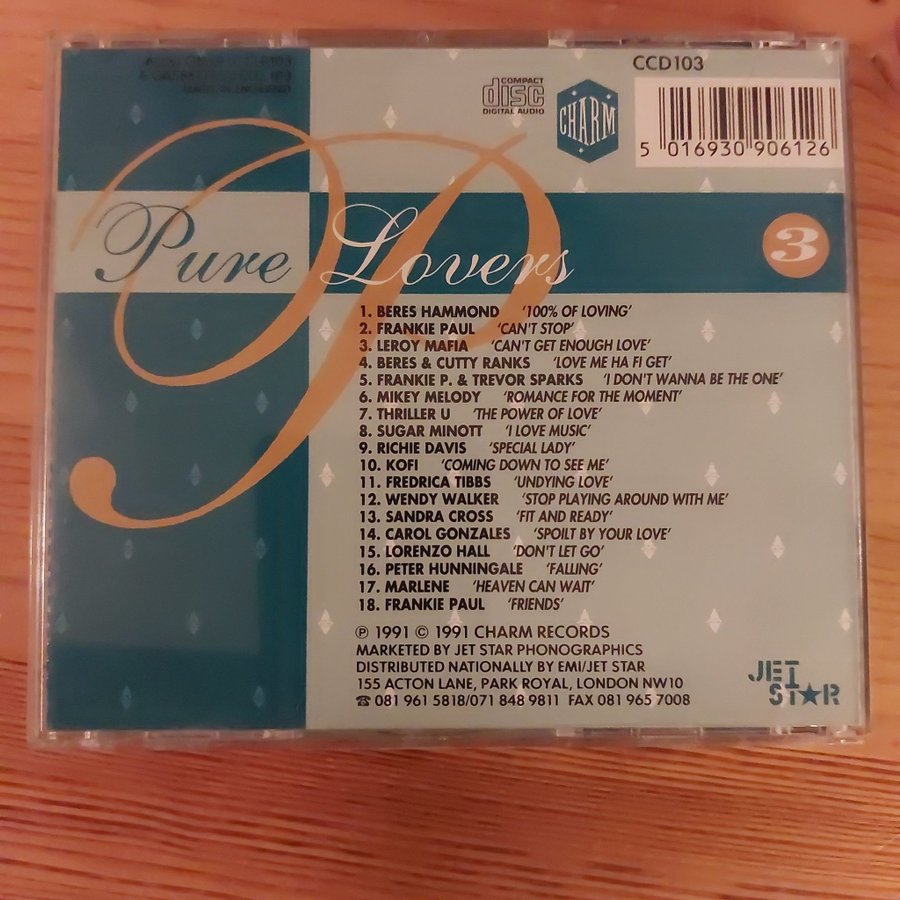 CCD103
COMPACT
disc
DIGITAL AUDIO
CHARM
5 016930 906126
Pure Lovers
3
1. BERES HAMMOND '100% OF LOVING'
2. FRANKIE PAUL 'CAN'T STOP'
3. LEROY MAFIA 'CAN'T GET ENOUGH LOVE'
4. BERES & CUTTY RANKS 'LOVE ME HA FI GET'
5. FRANKIE P. & TREVOR SPARKS 'I DON'T WANNA BE THE ONE'
6. MIKEY MELODY 'ROMANCE FOR THE MOMENT'
7. THRILLER U 'THE POWER OF LOVE'
8. SUGAR MINOTT 'I LOVE MUSIC'
9. RICHIE DAVIS 'SPECIAL LADY'
10. KOFI 'COMING DOWN TO SEE ME'
11. FREDRICA TIBBS 'UNDYING LOVE'
12. WENDY WALKER 'STOP PLAYING AROUND WITH ME'
13. SANDRA CROSS 'FIT AND READY'
14. CAROL GONZALES 'SPOILT BY YOUR LOVE'
15. LORENZO HALL 'DON'T LET GO'
16. PETER HUNNINGALE 'FALLING'
17. MARLENE 'HEAVEN CAN WAIT'
18. FRANKIE PAUL 'FRIENDS'
℗ 1991 © 1991 CHARM RECORDS
MARKETED BY JET STAR PHONOGRAPHICS
DISTRIBUTED NATIONALLY BY EMI/JET STAR
155 ACTON LANE, PARK ROYAL, LONDON NW10
☎ 081 961 5818/071 848 9811 FAX 081 965 7008
JET
ST★R